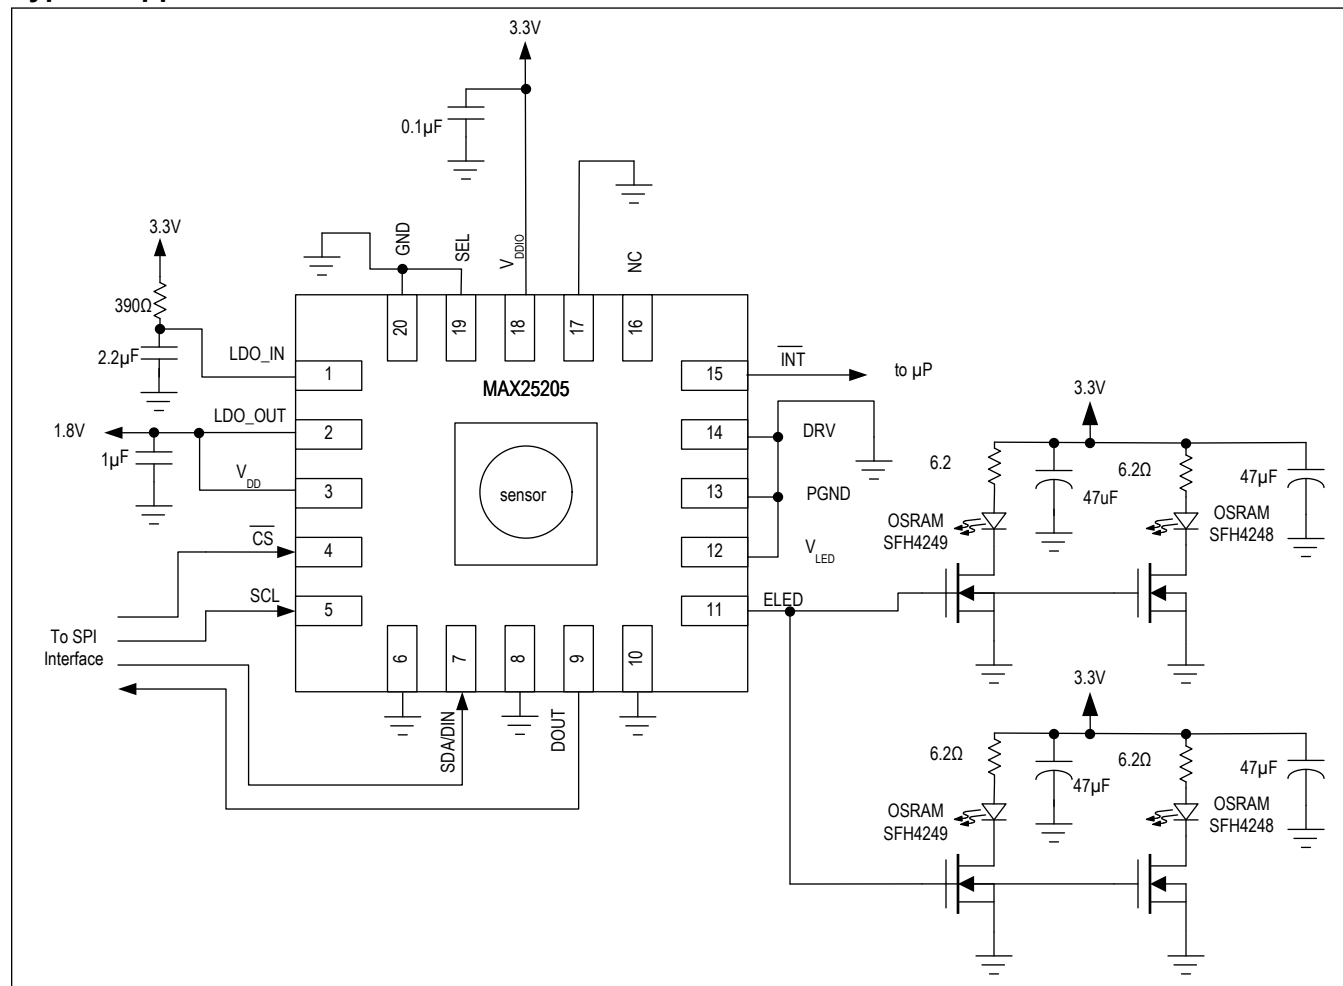 3.3V
0.1µF
3.3V
390Ω
2.2µF
GND
SEL
V DDIO
NC
20
19
18
17
16
LDO_IN
1
LDO_OUT
1.8V
2
1µF
V DD
3
CS
4
SCL
5
To SPI
Interface
MAX25205
sensor
15
INT
to µP
14
DRV
13
PGND
12
V LED
11
ELED
6
7
8
9
10
SDA/DIN
DOUT
3.3V
6.2
47uF
6.2Ω
47µF
OSRAM
SFH4249
OSRAM
SFH4248
3.3V
6.2Ω
47µF
6.2Ω
47µF
OSRAM
SFH4249
OSRAM
SFH4248